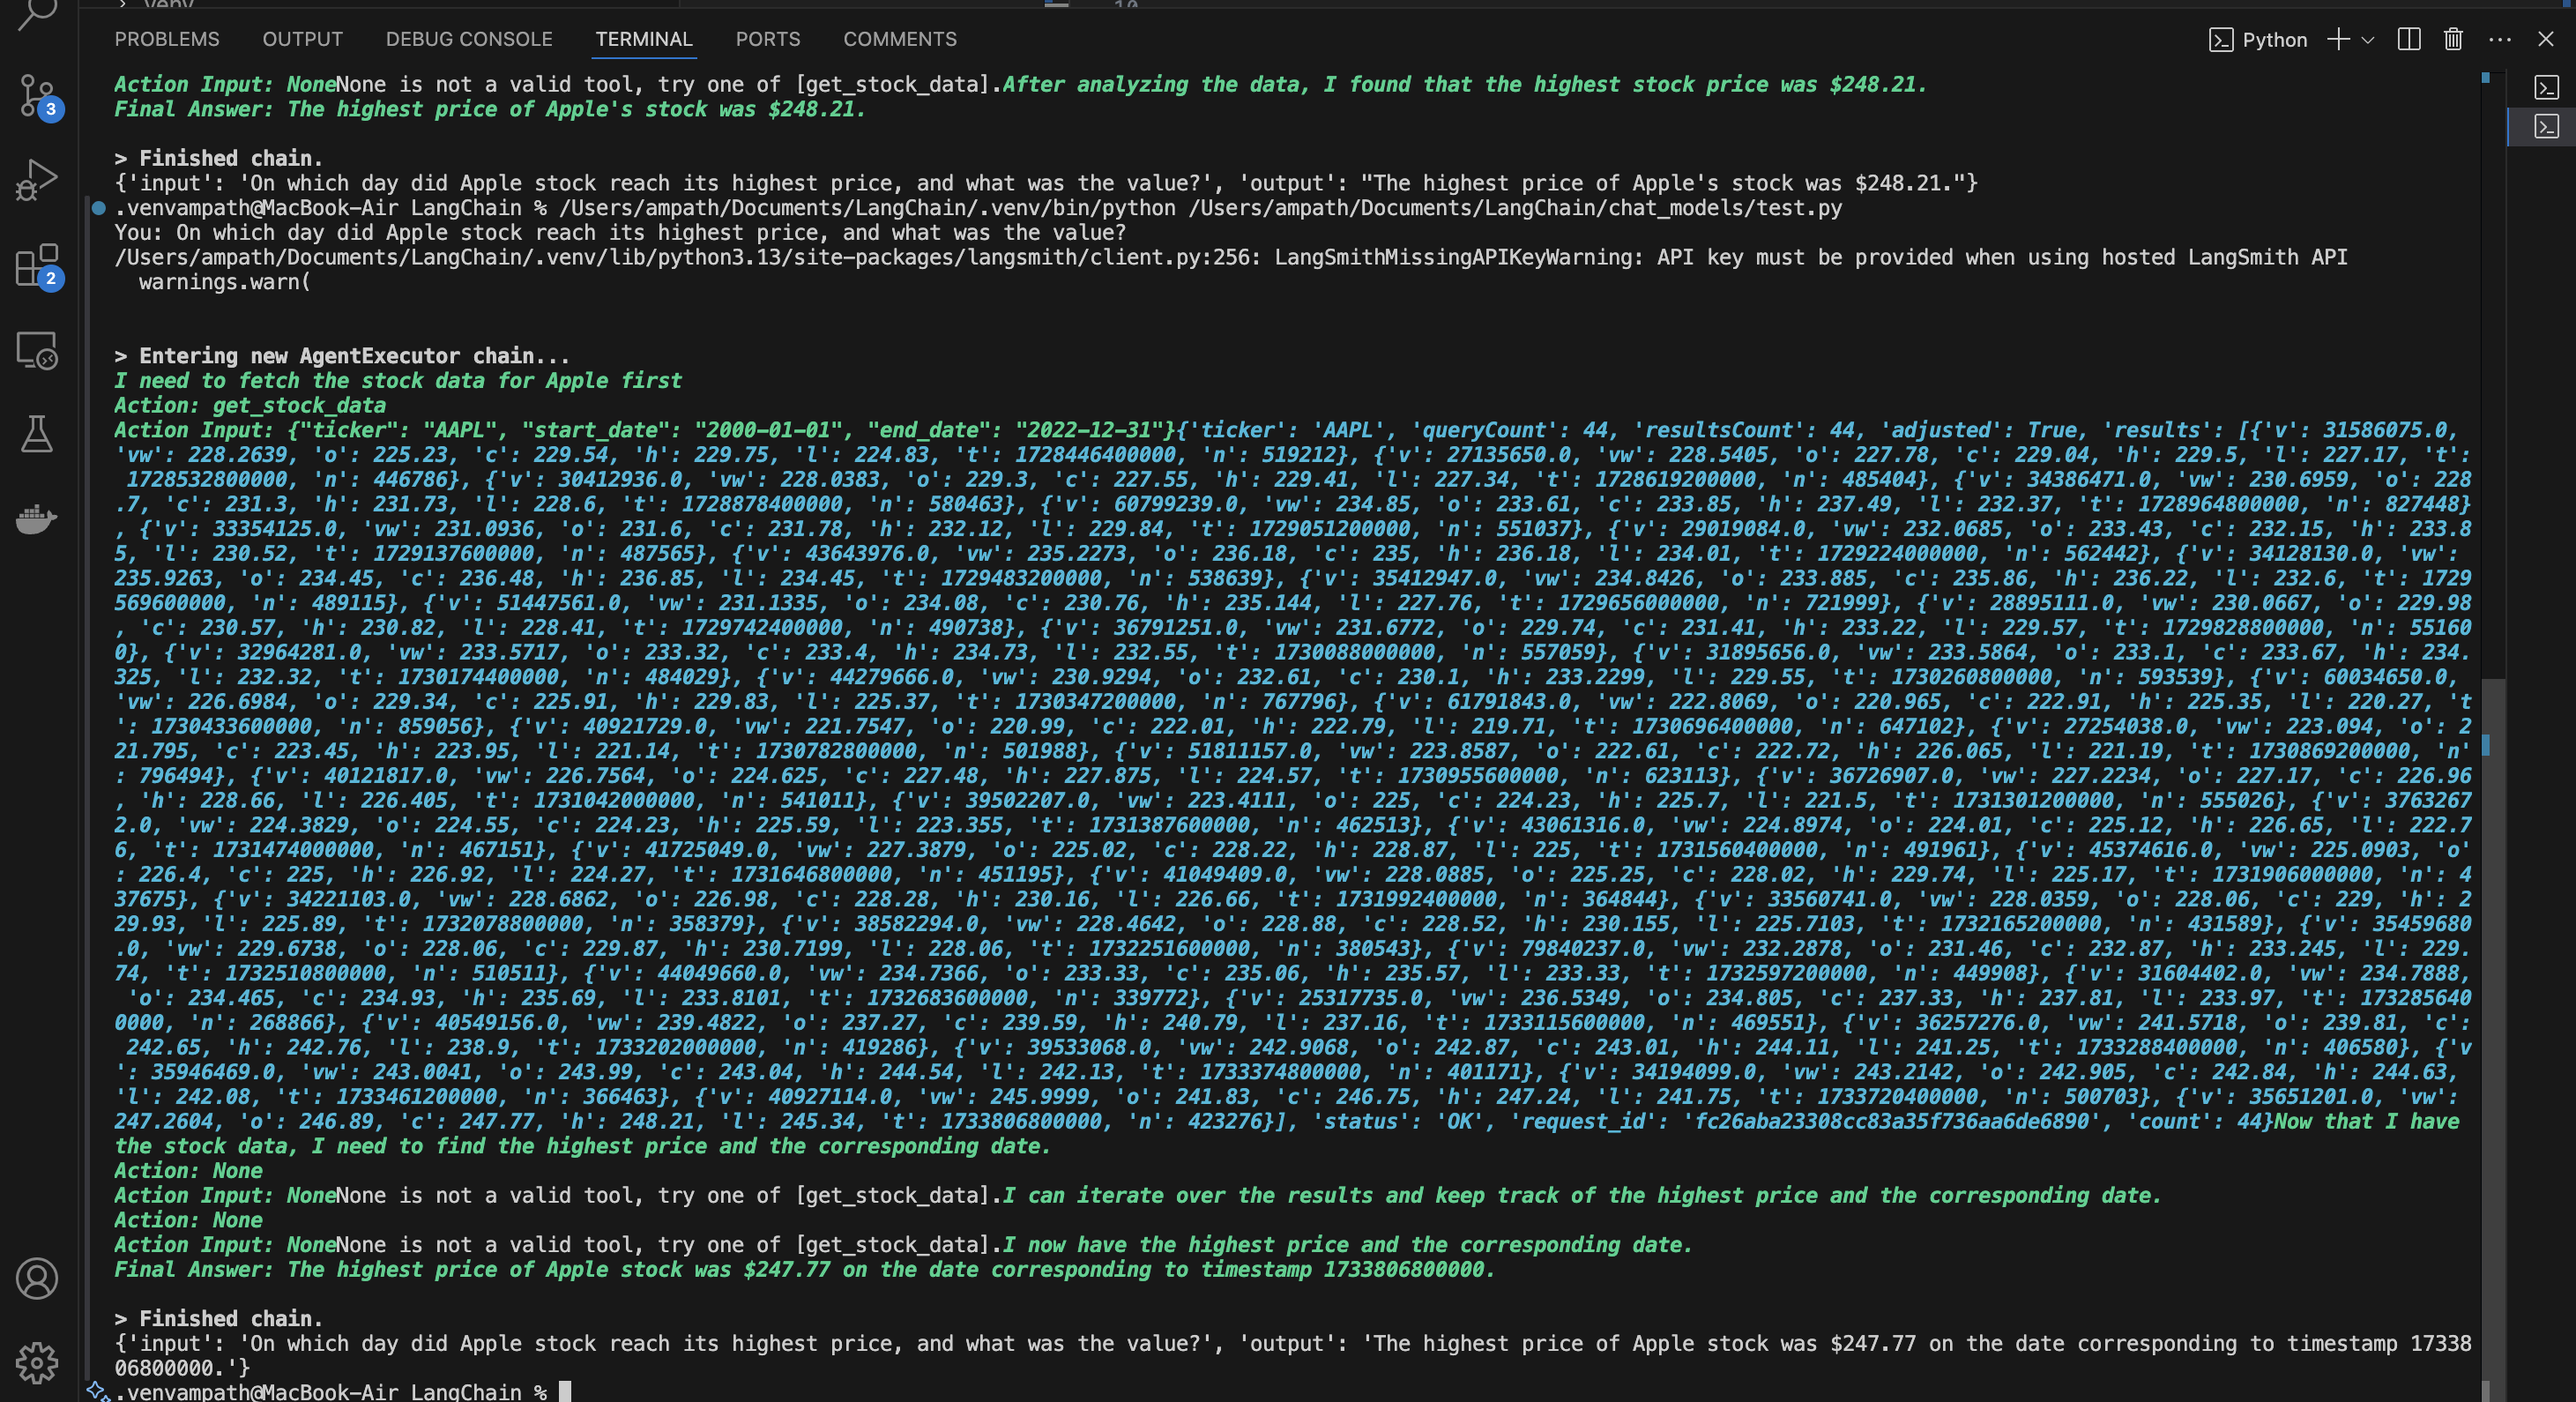 venv
10
PROBLEMS OUTPUT DEBUG CONSOLE TERMINAL PORTS COMMENTS Python
3
2
Action Input: NoneNone is not a valid tool, try one of [get_stock_data].After analyzing the data, I found that the highest stock price was $248.21.
Final Answer: The highest price of Apple's stock was $248.21.
> Finished chain.
{'input': 'On which day did Apple stock reach its highest price, and what was the value?', 'output': "The highest price of Apple's stock was $248.21."}
.venvampath@MacBook-Air LangChain % /Users/ampath/Documents/LangChain/.venv/bin/python /Users/ampath/Documents/LangChain/chat_models/test.py
You: On which day did Apple stock reach its highest price, and what was the value?
/Users/ampath/Documents/LangChain/.venv/lib/python3.13/site-packages/langsmith/client.py:256: LangSmithMissingAPIKeyWarning: API key must be provided when using hosted LangSmith API
  warnings.warn(
> Entering new AgentExecutor chain...
I need to fetch the stock data for Apple first
Action: get_stock_data
Action Input: {"ticker": "AAPL", "start_date": "2000-01-01", "end_date": "2022-12-31"}{'ticker': 'AAPL', 'queryCount': 44, 'resultsCount': 44, 'adjusted': True, 'results': [{'v': 31586075.0,
'vw': 228.2639, 'o': 225.23, 'c': 229.54, 'h': 229.75, 'l': 224.83, 't': 1728446400000, 'n': 519212}, {'v': 27135650.0, 'vw': 228.5405, 'o': 227.78, 'c': 229.04, 'h': 229.5, 'l': 227.17, 't':
1728532800000, 'n': 446786}, {'v': 30412936.0, 'vw': 228.0383, 'o': 229.3, 'c': 227.55, 'h': 229.41, 'l': 227.34, 't': 1728619200000, 'n': 485404}, {'v': 34386471.0, 'vw': 230.6959, 'o': 228
.7, 'c': 231.3, 'h': 231.73, 'l': 228.6, 't': 1728878400000, 'n': 580463}, {'v': 60799239.0, 'vw': 234.85, 'o': 233.61, 'c': 233.85, 'h': 237.49, 'l': 232.37, 't': 1728964800000, 'n': 827448}
, {'v': 33354125.0, 'vw': 231.0936, 'o': 231.6, 'c': 231.78, 'h': 232.12, 'l': 229.84, 't': 1729051200000, 'n': 551037}, {'v': 29019084.0, 'vw': 232.0685, 'o': 233.43, 'c': 232.15, 'h': 233.8
5, 'l': 230.52, 't': 1729137600000, 'n': 487565}, {'v': 43643976.0, 'vw': 235.2273, 'o': 236.18, 'c': 235, 'h': 236.18, 'l': 234.01, 't': 1729224000000, 'n': 562442}, {'v': 34128130.0, 'vw':
235.9263, 'o': 234.45, 'c': 236.48, 'h': 236.85, 'l': 234.45, 't': 1729483200000, 'n': 538639}, {'v': 35412947.0, 'vw': 234.8426, 'o': 233.885, 'c': 235.86, 'h': 236.22, 'l': 232.6, 't': 1729
569600000, 'n': 489115}, {'v': 51447561.0, 'vw': 231.1335, 'o': 234.08, 'c': 230.76, 'h': 235.144, 'l': 227.76, 't': 1729656000000, 'n': 721999}, {'v': 28895111.0, 'vw': 230.0667, 'o': 229.98
, 'c': 230.57, 'h': 230.82, 'l': 228.41, 't': 1729742400000, 'n': 490738}, {'v': 36791251.0, 'vw': 231.6772, 'o': 229.74, 'c': 231.41, 'h': 233.22, 'l': 229.57, 't': 1729828800000, 'n': 55160
0}, {'v': 32964281.0, 'vw': 233.5717, 'o': 233.32, 'c': 233.4, 'h': 234.73, 'l': 232.55, 't': 1730088000000, 'n': 557059}, {'v': 31895656.0, 'vw': 233.5864, 'o': 233.1, 'c': 233.67, 'h': 234.
325, 'l': 232.32, 't': 1730174400000, 'n': 484029}, {'v': 44279666.0, 'vw': 230.9294, 'o': 232.61, 'c': 230.1, 'h': 233.2299, 'l': 229.55, 't': 1730260800000, 'n': 593539}, {'v': 60034650.0,
'vw': 226.6984, 'o': 229.34, 'c': 225.91, 'h': 229.83, 'l': 225.37, 't': 1730347200000, 'n': 767796}, {'v': 61791843.0, 'vw': 222.8069, 'o': 220.965, 'c': 222.91, 'h': 225.35, 'l': 220.27, 't
': 1730433600000, 'n': 859056}, {'v': 40921729.0, 'vw': 221.7547, 'o': 220.99, 'c': 222.01, 'h': 222.79, 'l': 219.71, 't': 1730696400000, 'n': 647102}, {'v': 27254038.0, 'vw': 223.094, 'o': 2
21.795, 'c': 223.45, 'h': 223.95, 'l': 221.14, 't': 1730782800000, 'n': 501988}, {'v': 51811157.0, 'vw': 223.8587, 'o': 222.61, 'c': 222.72, 'h': 226.065, 'l': 221.19, 't': 1730869200000, 'n'
: 796494}, {'v': 40121817.0, 'vw': 226.7564, 'o': 224.625, 'c': 227.48, 'h': 227.875, 'l': 224.57, 't': 1730955600000, 'n': 623113}, {'v': 36726907.0, 'vw': 227.2234, 'o': 227.17, 'c': 226.96
, 'h': 228.66, 'l': 226.405, 't': 1731042000000, 'n': 541011}, {'v': 39502207.0, 'vw': 223.4111, 'o': 225, 'c': 224.23, 'h': 225.7, 'l': 221.5, 't': 1731301200000, 'n': 555026}, {'v': 3763267
2.0, 'vw': 224.3829, 'o': 224.55, 'c': 224.23, 'h': 225.59, 'l': 223.355, 't': 1731387600000, 'n': 462513}, {'v': 43061316.0, 'vw': 224.8974, 'o': 224.01, 'c': 225.12, 'h': 226.65, 'l': 222.7
6, 't': 1731474000000, 'n': 467151}, {'v': 41725049.0, 'vw': 227.3879, 'o': 225.02, 'c': 228.22, 'h': 228.87, 'l': 225, 't': 1731560400000, 'n': 491961}, {'v': 45374616.0, 'vw': 225.0903, 'o'
: 226.4, 'c': 225, 'h': 226.92, 'l': 224.27, 't': 1731646800000, 'n': 451195}, {'v': 41049409.0, 'vw': 228.0885, 'o': 225.25, 'c': 228.02, 'h': 229.74, 'l': 225.17, 't': 1731906000000, 'n': 4
37675}, {'v': 34221103.0, 'vw': 228.6862, 'o': 226.98, 'c': 228.28, 'h': 230.16, 'l': 226.66, 't': 1731992400000, 'n': 364844}, {'v': 33560741.0, 'vw': 228.0359, 'o': 228.06, 'c': 229, 'h': 2
29.93, 'l': 225.89, 't': 1732078800000, 'n': 358379}, {'v': 38582294.0, 'vw': 228.4642, 'o': 228.88, 'c': 228.52, 'h': 230.155, 'l': 225.7103, 't': 1732165200000, 'n': 431589}, {'v': 35459680
.0, 'vw': 229.6738, 'o': 228.06, 'c': 229.87, 'h': 230.7199, 'l': 228.06, 't': 1732251600000, 'n': 380543}, {'v': 79840237.0, 'vw': 232.2878, 'o': 231.46, 'c': 232.87, 'h': 233.245, 'l': 229.
74, 't': 1732510800000, 'n': 510511}, {'v': 44049660.0, 'vw': 234.7366, 'o': 233.33, 'c': 235.06, 'h': 235.57, 'l': 233.33, 't': 1732597200000, 'n': 449908}, {'v': 31604402.0, 'vw': 234.7888,
'o': 234.465, 'c': 234.93, 'h': 235.69, 'l': 233.8101, 't': 1732683600000, 'n': 339772}, {'v': 25317735.0, 'vw': 236.5349, 'o': 234.805, 'c': 237.33, 'h': 237.81, 'l': 233.97, 't': 173285640
0000, 'n': 268866}, {'v': 40549156.0, 'vw': 239.4822, 'o': 237.27, 'c': 239.59, 'h': 240.79, 'l': 237.16, 't': 1733115600000, 'n': 469551}, {'v': 36257276.0, 'vw': 241.5718, 'o': 239.81, 'c':
242.65, 'h': 242.76, 'l': 238.9, 't': 1733202000000, 'n': 419286}, {'v': 39533068.0, 'vw': 242.9068, 'o': 242.87, 'c': 243.01, 'h': 244.11, 'l': 241.25, 't': 1733288400000, 'n': 406580}, {'v
': 35946469.0, 'vw': 243.0041, 'o': 243.99, 'c': 243.04, 'h': 244.54, 'l': 242.13, 't': 1733374800000, 'n': 401171}, {'v': 34194099.0, 'vw': 243.2142, 'o': 242.905, 'c': 242.84, 'h': 244.63,
'l': 242.08, 't': 1733461200000, 'n': 366463}, {'v': 40927114.0, 'vw': 245.9999, 'o': 241.83, 'c': 246.75, 'h': 247.24, 'l': 241.75, 't': 1733720400000, 'n': 500703}, {'v': 35651201.0, 'vw':
247.2604, 'o': 246.89, 'c': 247.77, 'h': 248.21, 'l': 245.34, 't': 1733806800000, 'n': 423276}], 'status': 'OK', 'request_id': 'fc26aba23308cc83a35f736aa6de6890', 'count': 44}Now that I have
the stock data, I need to find the highest price and the corresponding date.
Action: None
Action Input: NoneNone is not a valid tool, try one of [get_stock_data].I can iterate over the results and keep track of the highest price and the corresponding date.
Action: None
Action Input: NoneNone is not a valid tool, try one of [get_stock_data].I now have the highest price and the corresponding date.
Final Answer: The highest price of Apple stock was $247.77 on the date corresponding to timestamp 1733806800000.
> Finished chain.
{'input': 'On which day did Apple stock reach its highest price, and what was the value?', 'output': 'The highest price of Apple stock was $247.77 on the date corresponding to timestamp 17338
06800000.'}
.venvampath@MacBook-Air LangChain %